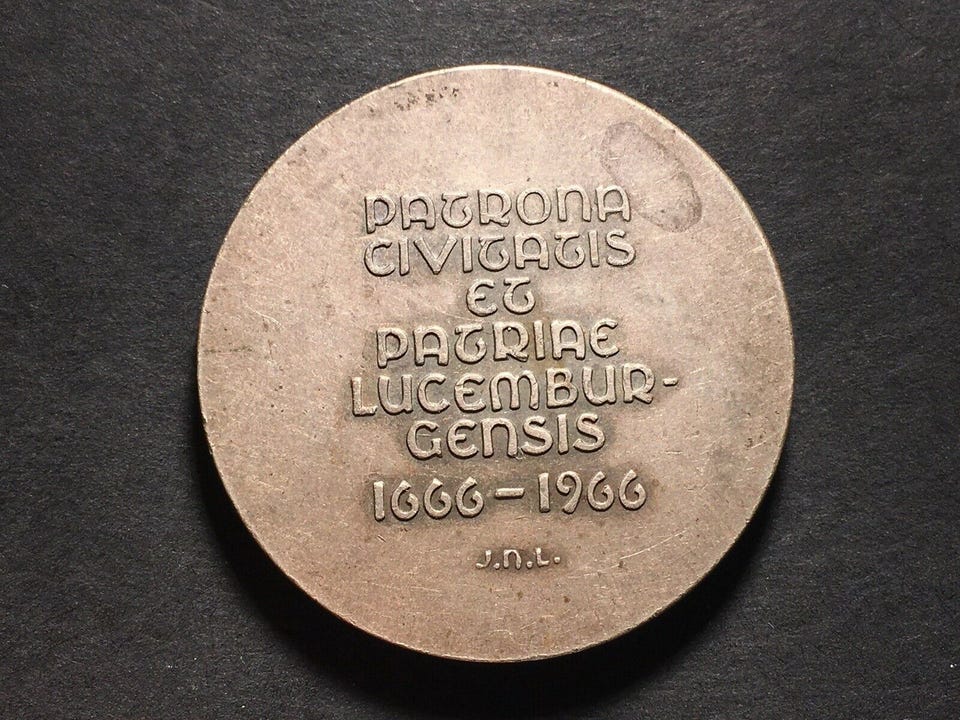 PATRONA
CIVITATIS
ET
PATRIAE
LUCEMBUR-
GENSIS
1666-1966
J.N.L.